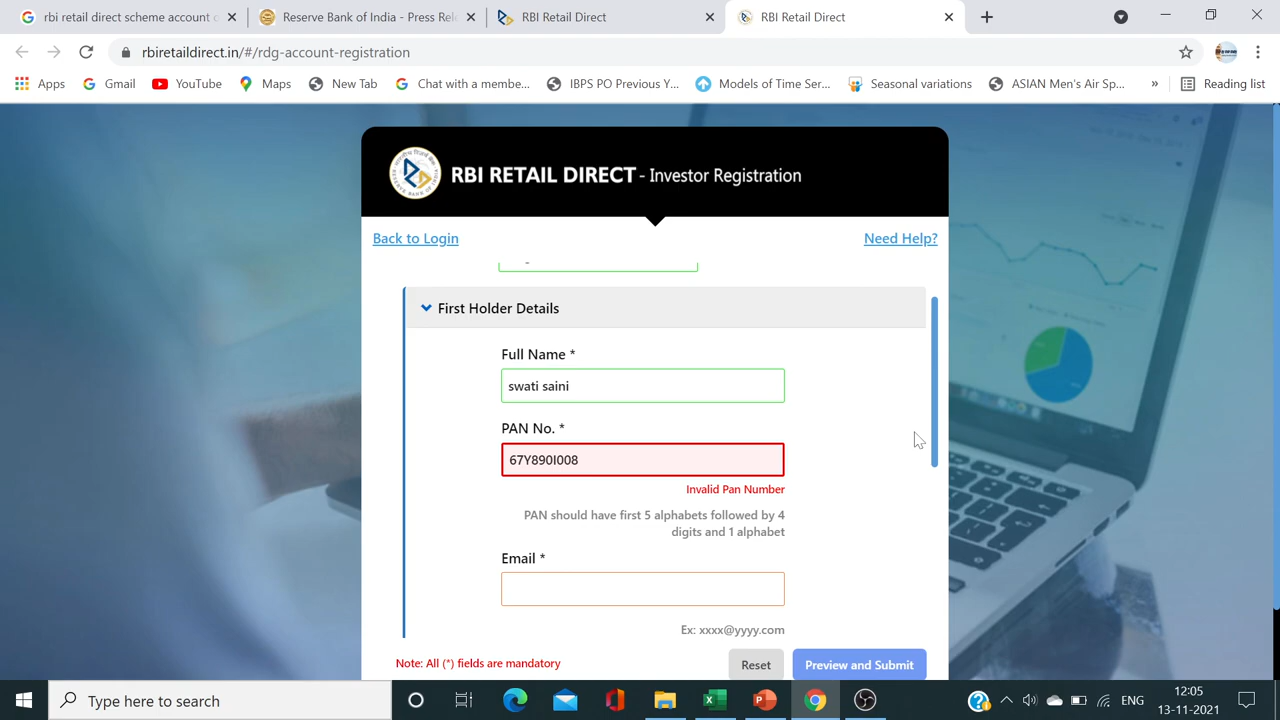 rbi retail direct scheme account o
Reserve Bank of India - Press Rele
RBI Retail Direct
RBI Retail Direct
rbiretaildirect.in/#/rdg-account-registration
Apps
Gmail
YouTube
Maps
New Tab
Chat with a membe...
IBPS PO Previous Y...
Models of Time Ser...
Seasonal variations
ASIAN Men's Air Sp...
»
Reading list
RBI RETAIL DIRECT - Investor Registration
Back to Login
Need Help?
First Holder Details
Full Name *
swati saini
PAN No. *
67Y890I008
Invalid Pan Number
PAN should have first 5 alphabets followed by 4
digits and 1 alphabet
Email *
Ex: xxxx@yyyy.com
Note: All (*) fields are mandatory
Reset
Preview and Submit
Type here to search
ENG
12:05
13-11-2021